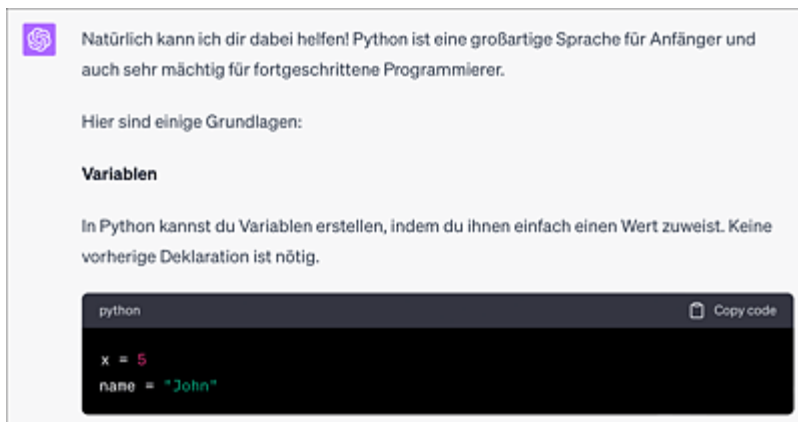 Natürlich kann ich dir dabei helfen! Python ist eine großartige Sprache für Anfänger und
auch sehr mächtig für fortgeschrittene Programmierer.
Hier sind einige Grundlagen:
Variablen
In Python kannst du Variablen erstellen, indem du ihnen einfach einen Wert zuweist. Keine
vorherige Deklaration ist nötig.
python Copy code
x = 5
name = "John"